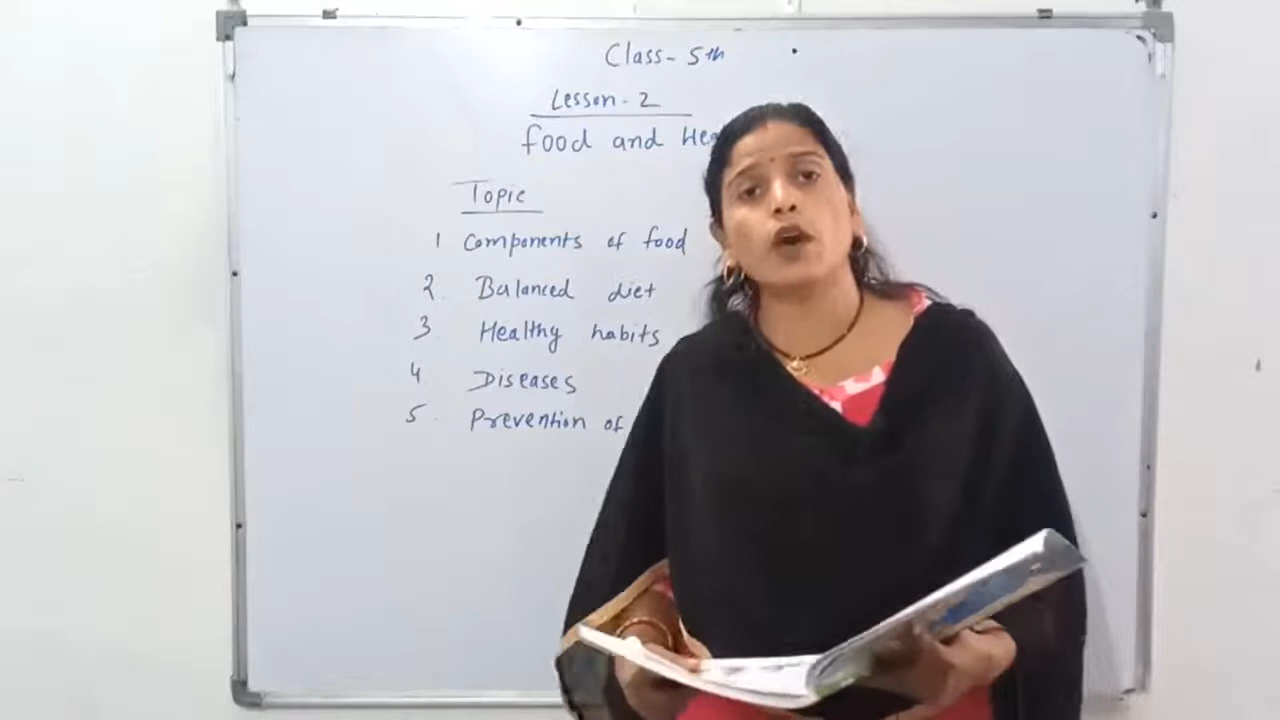 Class - 5th
Lesson - 2
Food and
Topic
1 Components of food
2. Balanced diet
3. Healthy habits
4 Diseases
5. Prevention of